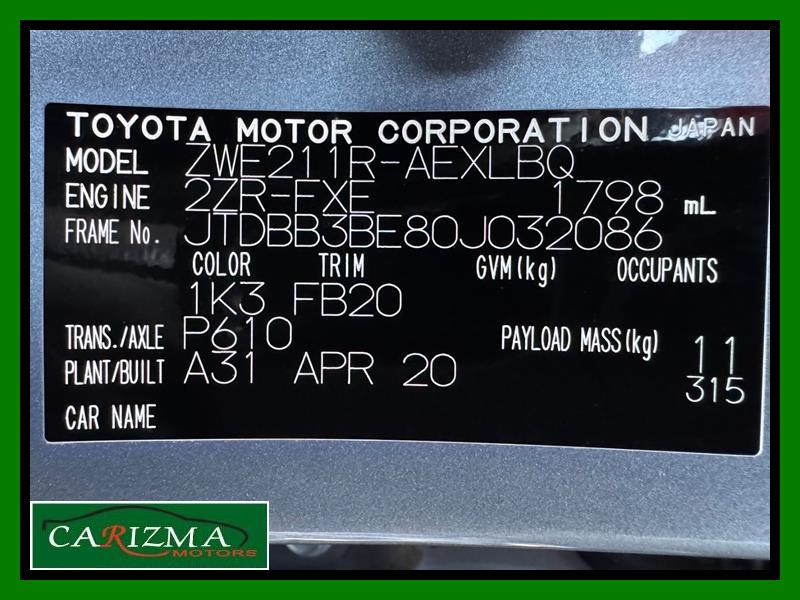 TOYOTA MOTOR CORPORATION JAPAN
MODEL ZWE211R-AEXLBQ
ENGINE 2ZR-FXE 1798 mL
FRAME No. JTDBB3BE80J032086
COLOR TRIM GVM(kg) OCCUPANTS
1K3 FB20
TRANS./AXLE P610 PAYLOAD MASS(kg) 11
PLANT/BUILT A31 APR 20 315
CAR NAME
CARIZMA
MOTORS